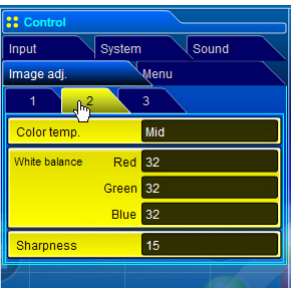 Control
Input System Sound
Image adj. Menu
1 2 3
Color temp. Mid
White balance Red 32
Green 32
Blue 32
Sharpness 15